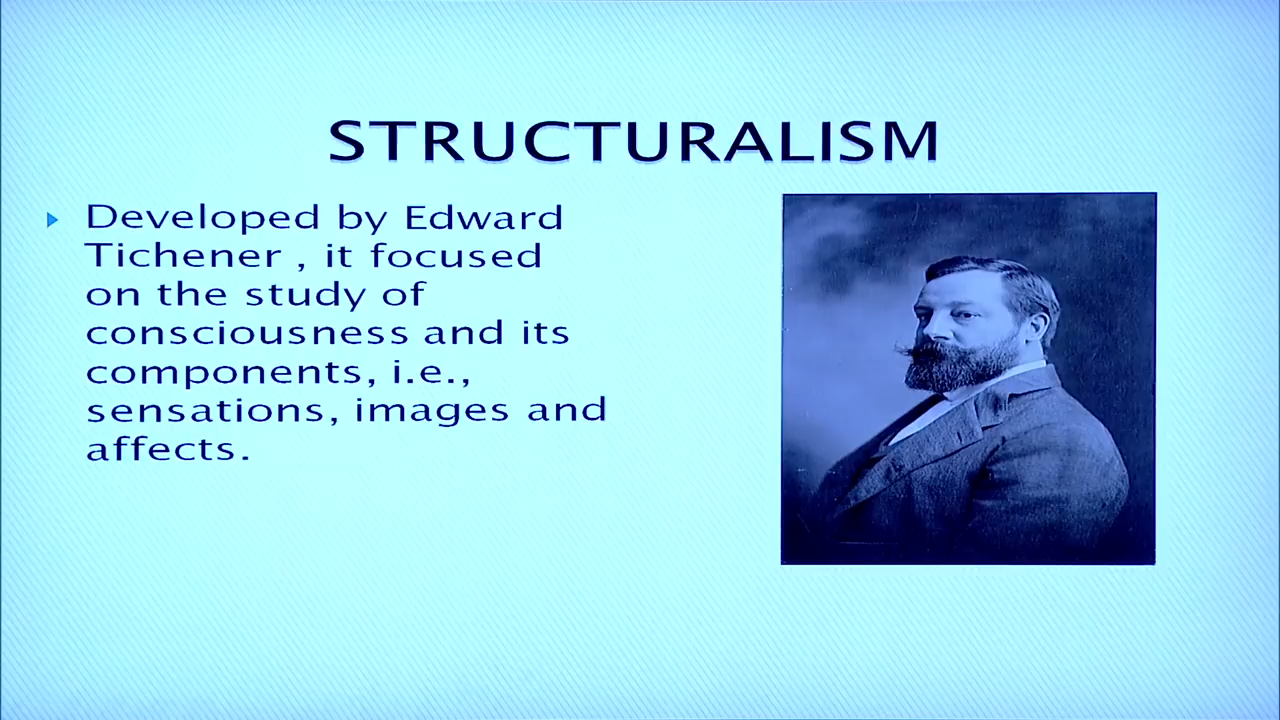 STRUCTURALISM
Developed by Edward
Tichener , it focused
on the study of
consciousness and its
components, i.e.,
sensations, images and
affects.